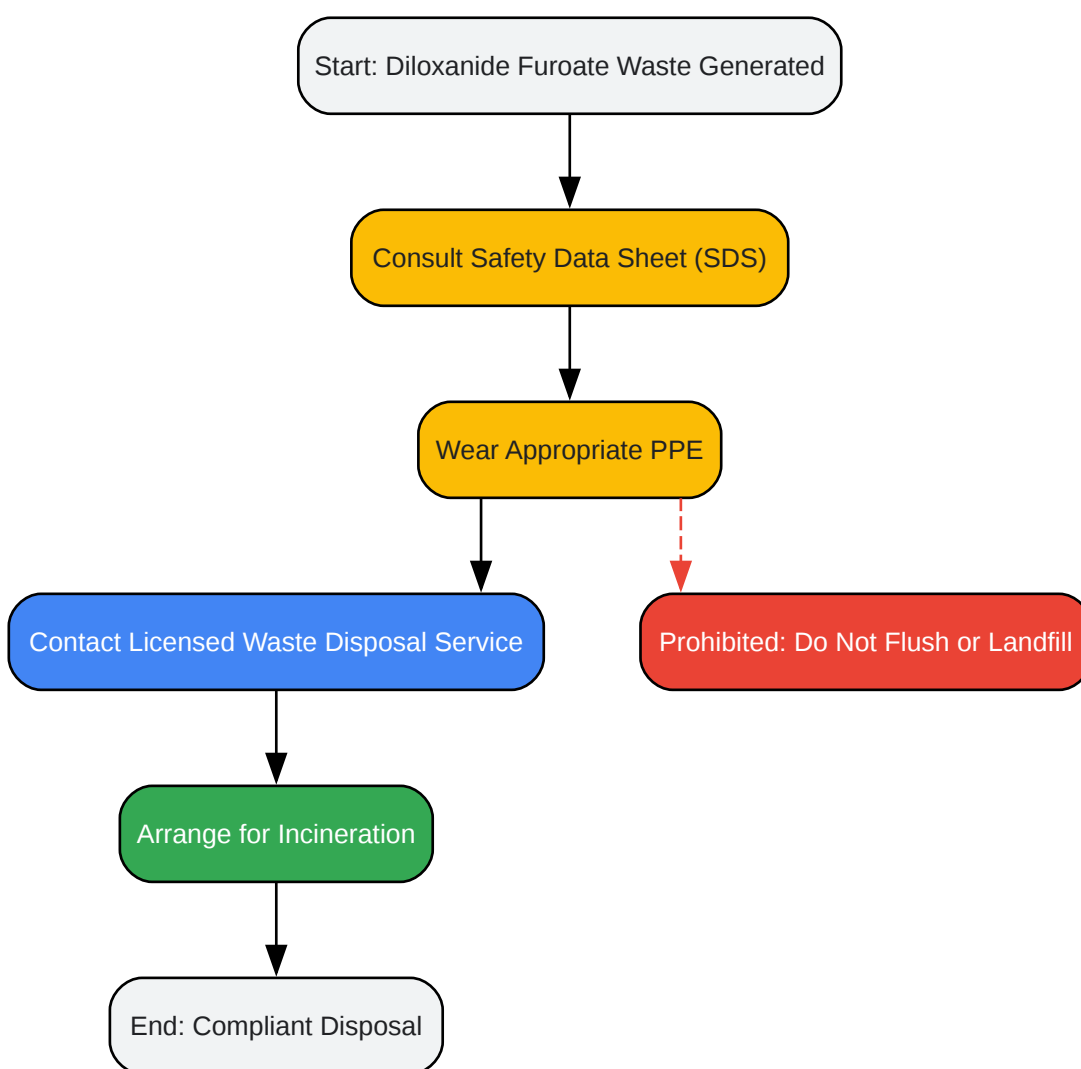 Start: Diloxanide Furoate Waste Generated
Consult Safety Data Sheet (SDS)
Wear Appropriate PPE
Contact Licensed Waste Disposal Service
Prohibited: Do Not Flush or Landfill
Arrange for Incineration
End: Compliant Disposal